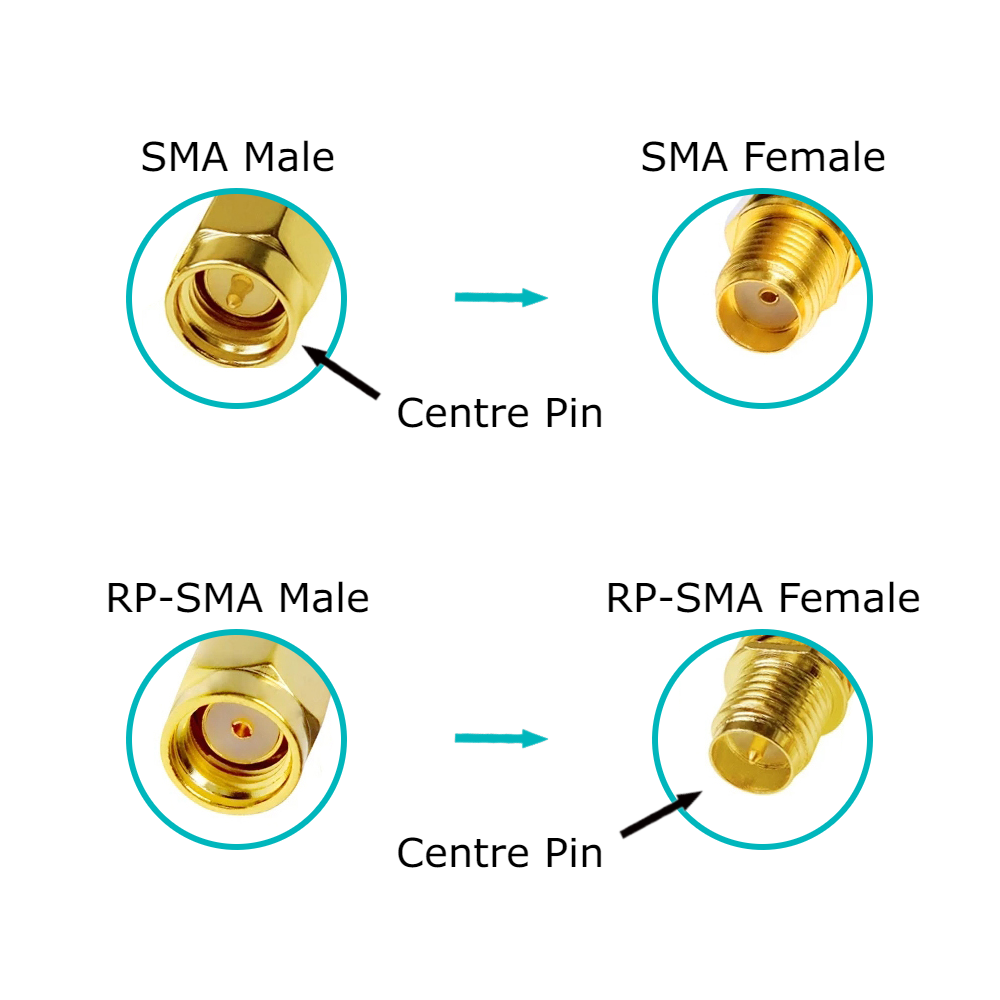 SMA Male
SMA Female
Centre Pin
RP-SMA Male
RP-SMA Female
Centre Pin